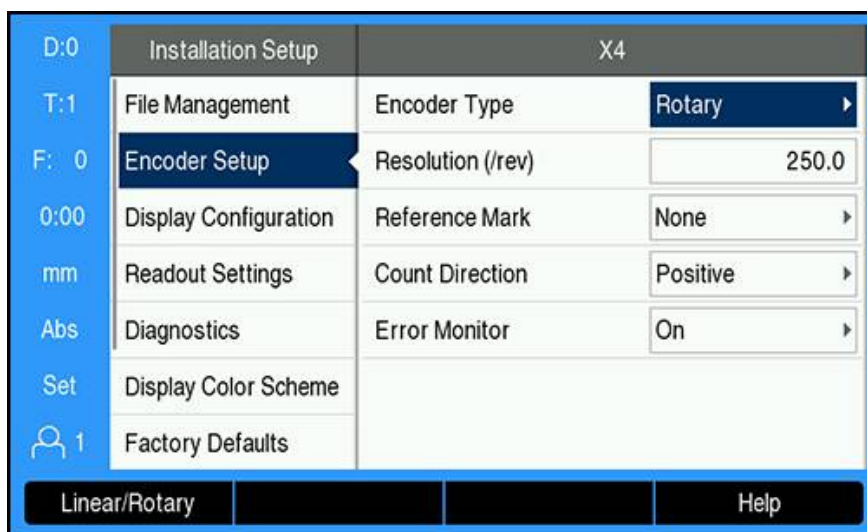 D:0
Installation Setup
X4
T:1
File Management
Encoder Type
Rotary
F: 0
Encoder Setup
Resolution (/rev)
250.0
0:00
Display Configuration
Reference Mark
None
mm
Readout Settings
Count Direction
Positive
Abs
Diagnostics
Error Monitor
On
Set
Display Color Scheme
1
Factory Defaults
Linear/Rotary
Help